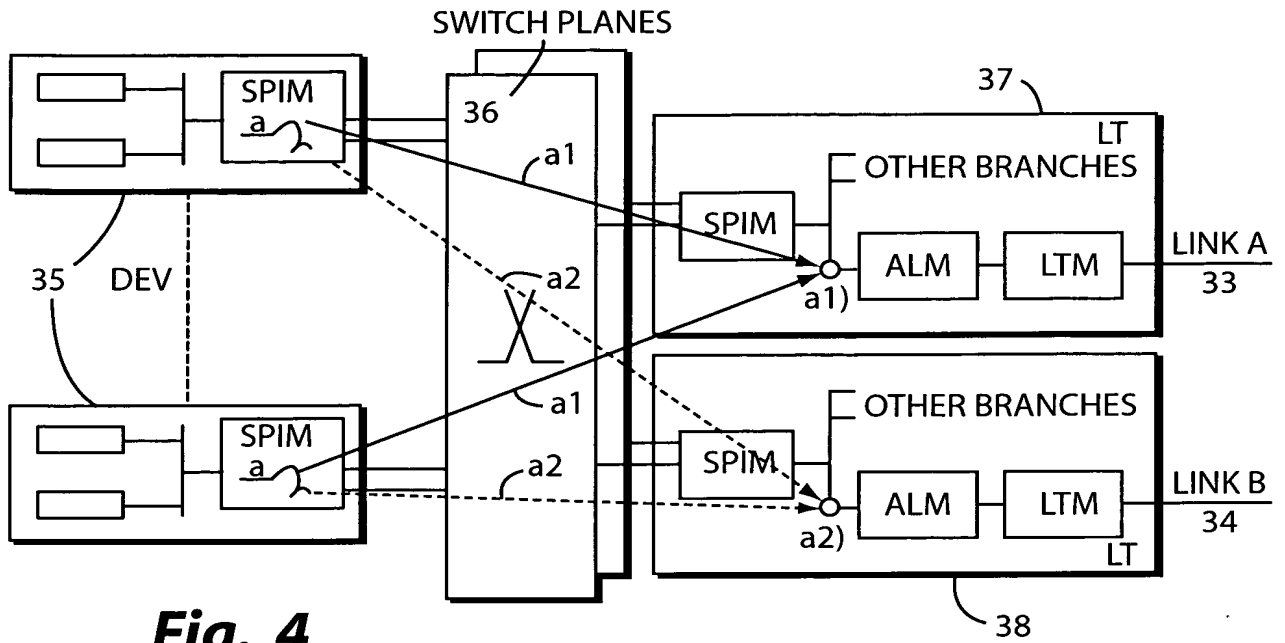 SWITCH PLANES
SPIM
a
36
37
LT
a1
OTHER BRANCHES
SPIM
ALM
LTM
LINK A
33
a1)
35
DEV
a2
a1
OTHER BRANCHES
SPIM
a
SPIM
a2
ALM
LTM
LINK B
34
a2)
LT
38
Fig. 4